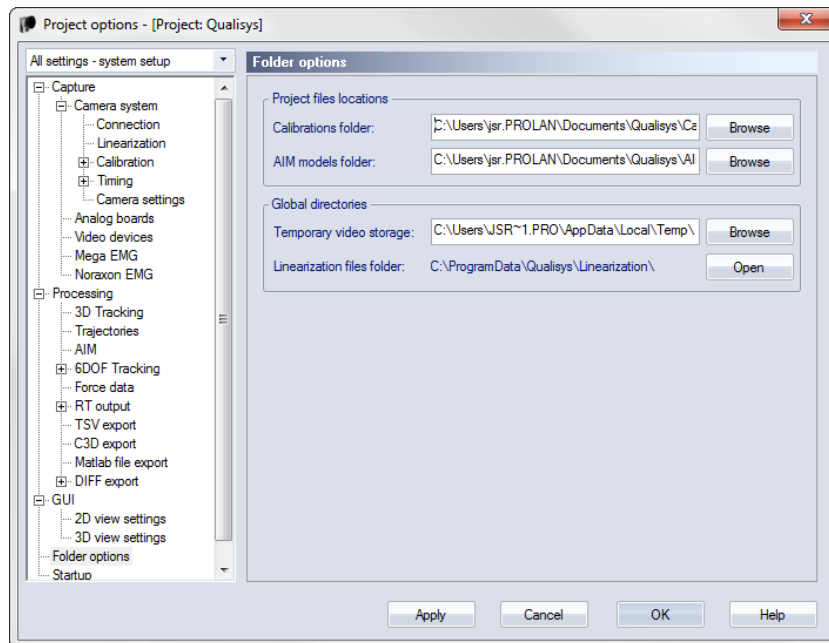 Project options - [Project: Qualisys]
All settings - system setup
Capture
Camera system
Connection
Linearization
Calibration
Timing
Camera settings
Analog boards
Video devices
Mega EMG
Noraxon EMG
Processing
3D Tracking
Trajectories
AIM
6DOF Tracking
Force data
RT output
TSV export
C3D export
Matlab file export
DIFF export
GUI
2D view settings
3D view settings
Folder options
Startup
Folder options
Project files locations
Calibrations folder: C:\Users\jsr.PROLAN\Documents\Qualisys\Ca Browse
AIM models folder: C:\Users\jsr.PROLAN\Documents\Qualisys\AI Browse
Global directories
Temporary video storage: C:\Users\JSR~1.PRO\AppData\Local\Temp\ Browse
Linearization files folder: C:\ProgramData\Qualisys\Linearization\ Open
Apply Cancel OK Help